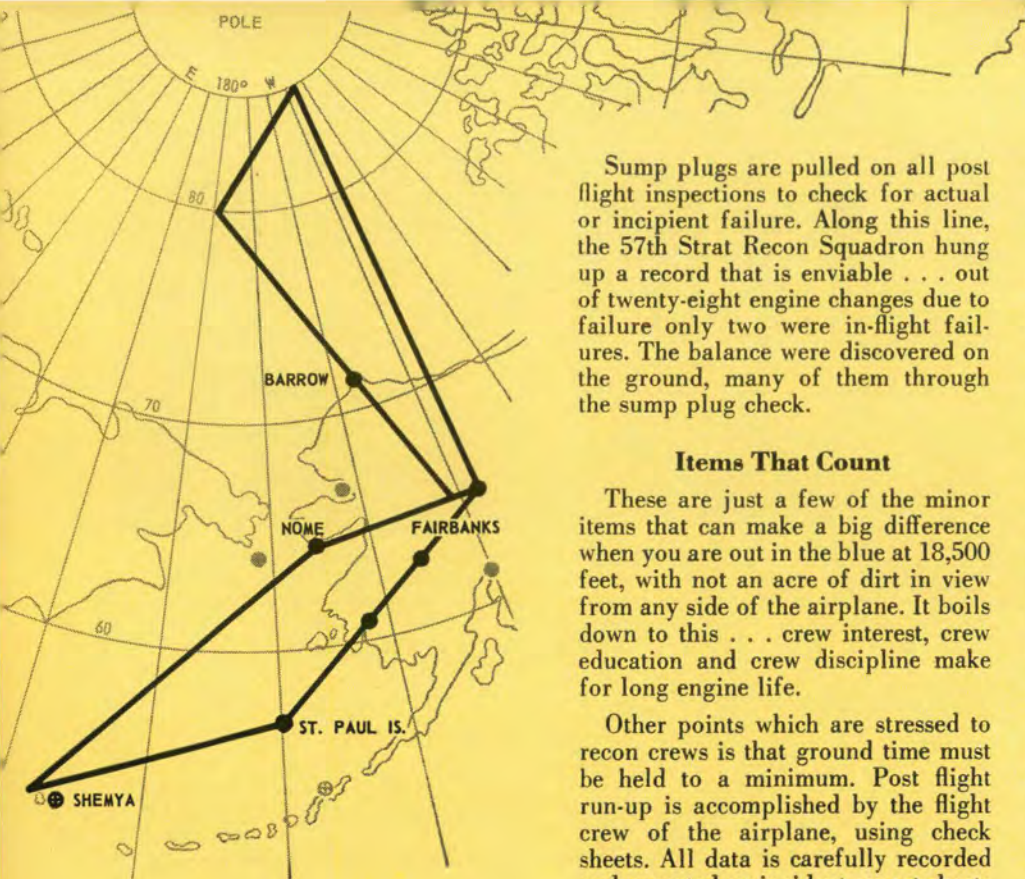 POLE
E 180° W
80
BARROW
70
NOME
FAIRBANKS
60
ST. PAUL IS.
SHEMYA
Sump plugs are pulled on all post
flight inspections to check for actual
or incipient failure. Along this line,
the 57th Strat Recon Squadron hung
up a record that is enviable . . . out
of twenty-eight engine changes due to
failure only two were in-flight fail-
ures. The balance were discovered on
the ground, many of them through
the sump plug check.
Items That Count
These are just a few of the minor
items that can make a big difference
when you are out in the blue at 18,500
feet, with not an acre of dirt in view
from any side of the airplane. It boils
down to this . . . crew interest, crew
education and crew discipline make
for long engine life.
Other points which are stressed to
recon crews is that ground time must
be held to a minimum. Post flight
run-up is accomplished by the flight
crew of the airplane, using check
sheets. All data is carefully recorded